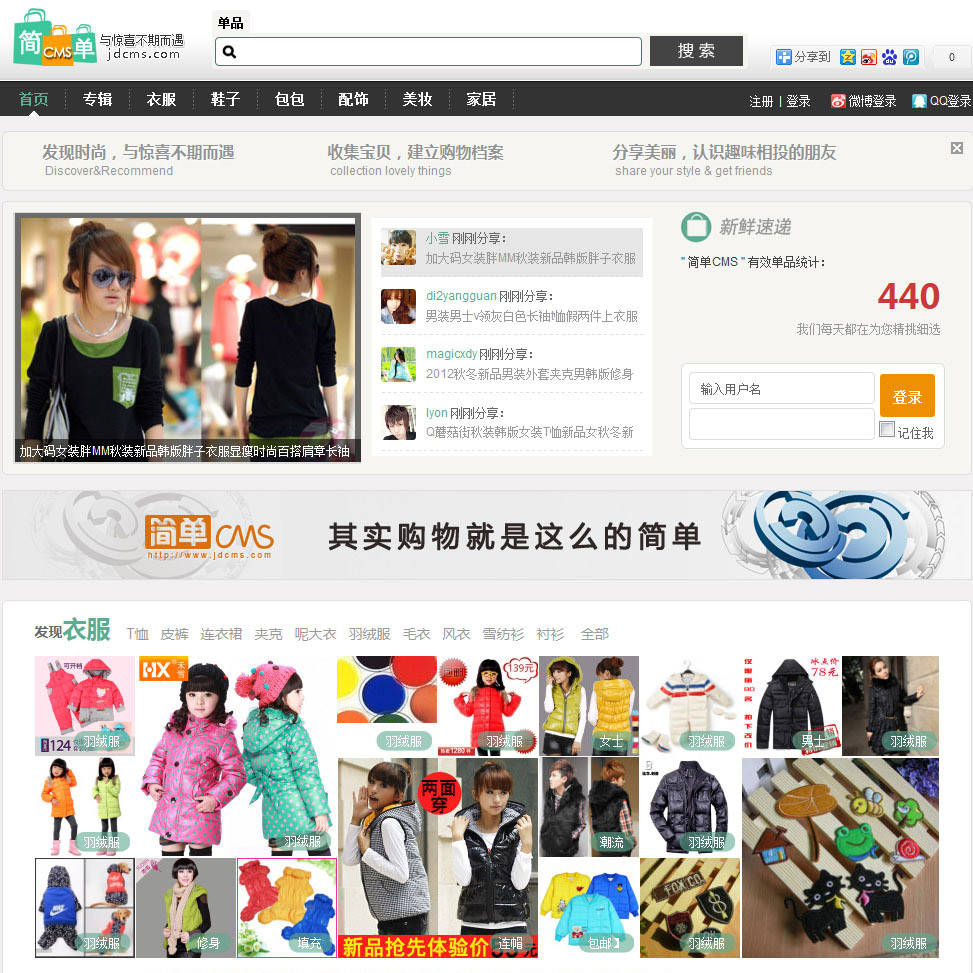 简CMS单
与惊喜不期而遇
jdcms.com
单品
搜 索
分享到
0
首页 专辑 衣服 鞋子 包包 配饰 美妆 家居
注册 | 登录 微博登录 QQ登录
发现时尚，与惊喜不期而遇
Discover&Recommend
收集宝贝，建立购物档案
collection lovely things
分享美丽，认识趣味相投的朋友
share your style & get friends
加大码女装胖MM秋装新品韩版胖子衣服显瘦时尚百搭肩章长袖
小雪 刚刚分享：
加大码女装胖MM秋装新品韩版胖子衣服
di2yangguan 刚刚分享：
男装男士v领灰白色长袖t恤假两件上衣服
magicxdy 刚刚分享：
2012秋冬新品男装外套夹克男韩版修身
lyon 刚刚分享：
Q蘑菇街秋装韩版女装T恤新品女秋冬新
新鲜速递
"简单CMS "有效单品统计：
440
我们每天都在为您精挑细选
输入用户名
登录
记住我
简单CMS
http://www.jdcms.com
其实购物就是这么的简单
发现衣服 T恤 皮裤 连衣裙 夹克 呢大衣 羽绒服 毛衣 风衣 雪纺衫 衬衫 全部
可开档
124
羽绒服
HX
禾雪
羽绒服
羽绒服
139元
1280
羽绒服
女士
羽绒服
冰点价
78元
男士
羽绒服
羽绒服
两面穿
新品抢先体验价
连帽
潮流
羽绒服
羽绒服
羽绒服
修身
填充
包邮】
FOX CO.
羽绒服